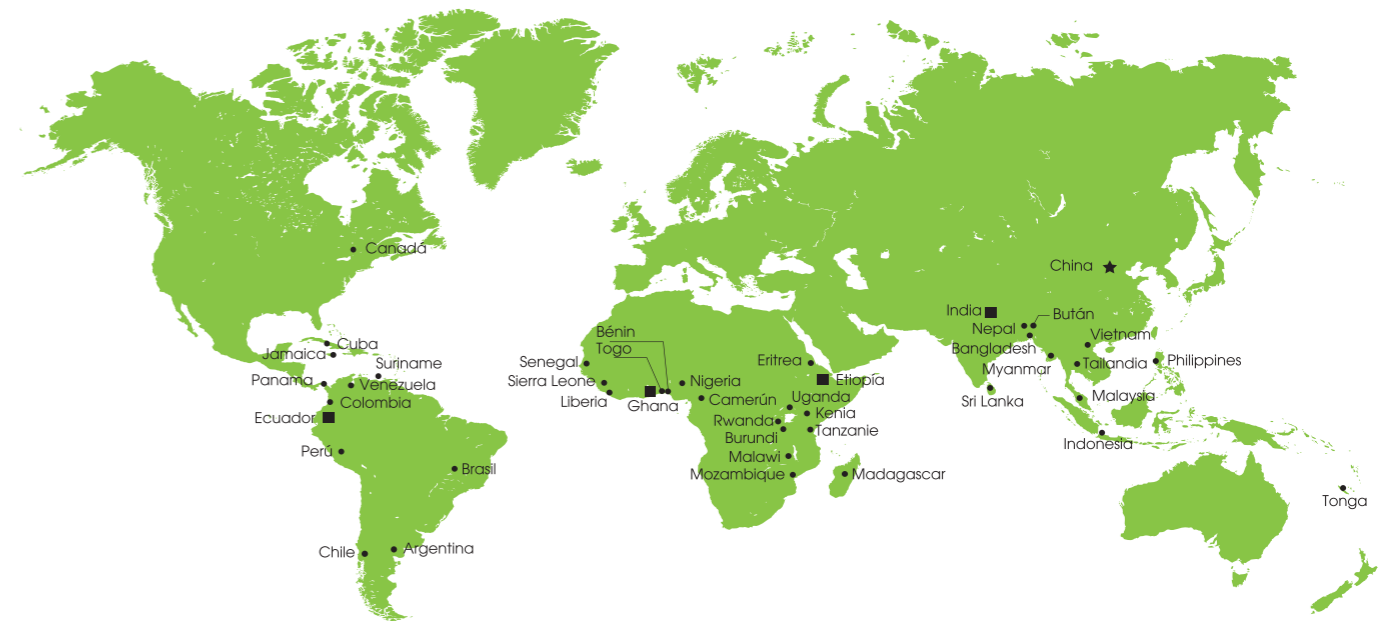 Canadá
China
India
Bután
Nepal
Bénin
Vietnam
Cuba
Togo
Bangladesh
Jamaica
Suriname
Senegal
Eritrea
Myanmar
Tailandia
Philippines
Panama
Venezuela
Sierra Leone
Nigeria
Etiopía
Liberia
Ghana
Camerún
Uganda
Sri Lanka
Malaysia
Colombia
Ecuador
Rwanda
Kenia
Burundi
Tanzanie
Indonesia
Perú
Malawi
Brasil
Mozambique
Madagascar
Tonga
Chile
Argentina